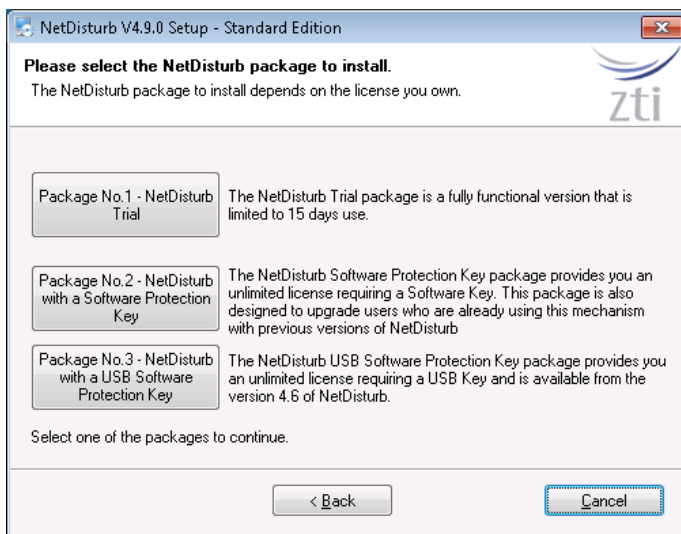 NetDisturb V4.9.0 Setup - Standard Edition
Please select the NetDisturb package to install.
The NetDisturb package to install depends on the license you own.
zti
Package No.1 - NetDisturb
Trial
The NetDisturb Trial package is a fully functional version that is
limited to 15 days use.
Package No.2 - NetDisturb
with a Software Protection
Key
The NetDisturb Software Protection Key package provides you an
unlimited license requiring a Software Key. This package is also
designed to upgrade users who are already using this mechanism
with previous versions of NetDisturb
Package No.3 - NetDisturb
with a USB Software
Protection Key
The NetDisturb USB Software Protection Key package provides you
an unlimited license requiring a USB Key and is available from the
version 4.6 of NetDisturb.
Select one of the packages to continue.
< Back
Cancel